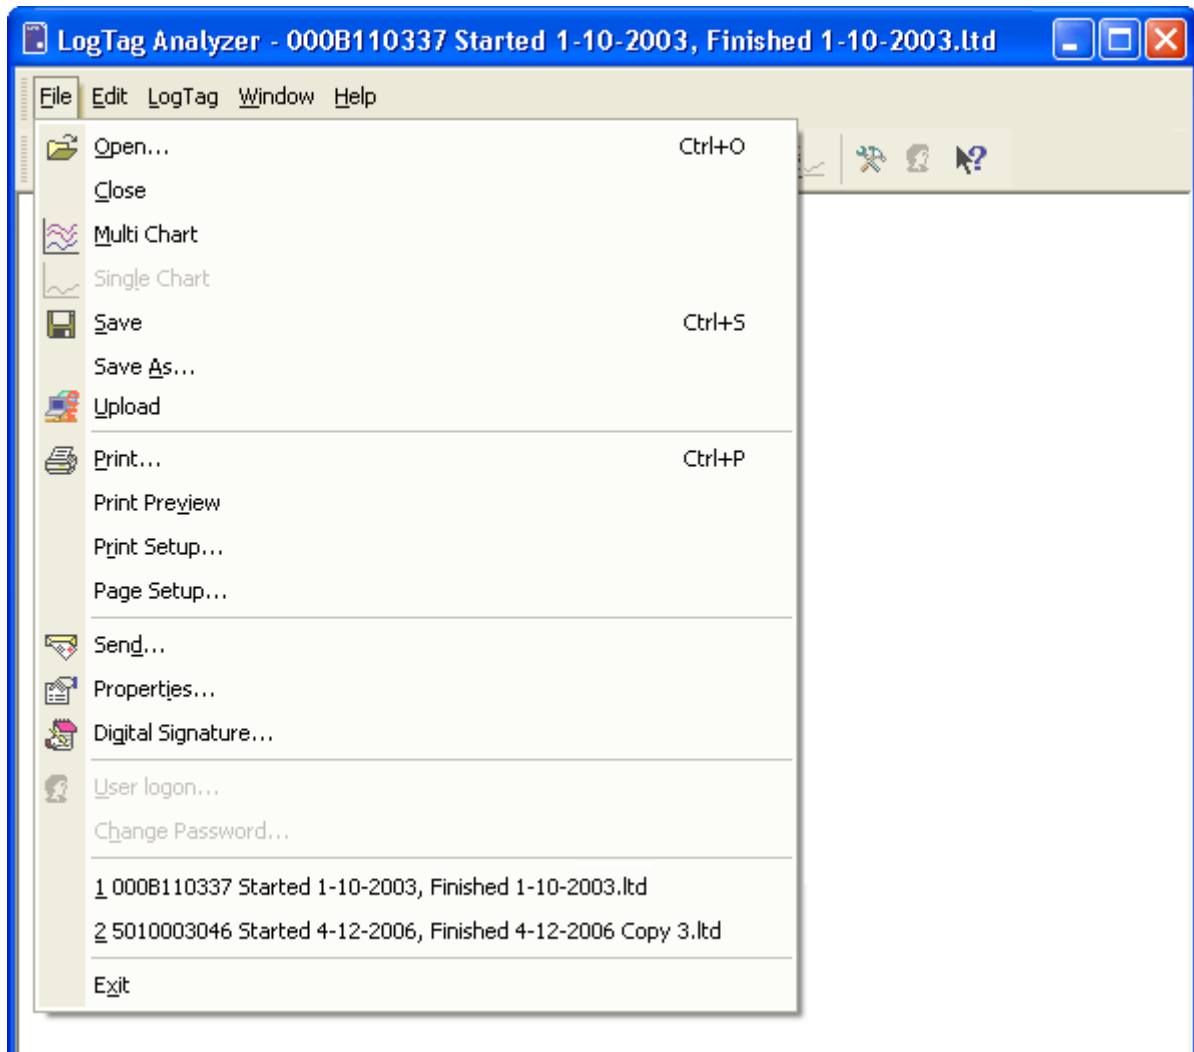 LogTag Analyzer - 000B110337 Started 1-10-2003, Finished 1-10-2003.ltd
File Edit LogTag Window Help
Open... Ctrl+O
Close
Multi Chart
Single Chart
Save Ctrl+S
Save As...
Upload
Print... Ctrl+P
Print Preview
Print Setup...
Page Setup...
Send...
Properties...
Digital Signature...
User logon...
Change Password...
1 000B110337 Started 1-10-2003, Finished 1-10-2003.ltd
2 5010003046 Started 4-12-2006, Finished 4-12-2006 Copy 3.ltd
Exit